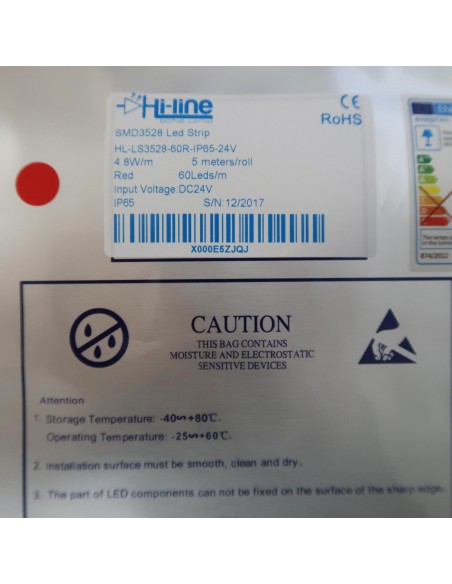 Hi-line
CE
RoHS
SMD3528 Led Strip
HL-LS3528-60R-IP65-24V
4.8W/m 5 meters/roll
Red 60Leds/m
Input Voltage:DC24V
IP65 S/N:12/2017
X000E5ZJQJ
874/2012
CAUTION
THIS BAG CONTAINS
MOISTURE AND ELECTROSTATIC
SENSITIVE DEVICES
Attention
1. Storage Temperature: -40∽+80℃.
Operating Temperature: -25∽+60℃.
2. Installation surface must be smooth, clean and dry.
3. The part of LED components can not be fixed on the surface of the sharp edge.